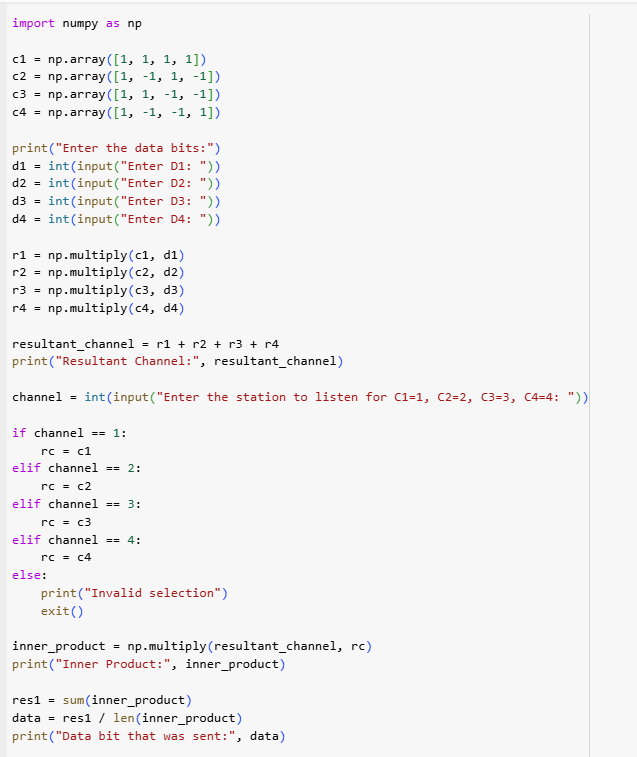 import numpy as np

c1 = np.array([1, 1, 1, 1])
c2 = np.array([1, -1, 1, -1])
c3 = np.array([1, 1, -1, -1])
c4 = np.array([1, -1, -1, 1])

print("Enter the data bits:")
d1 = int(input("Enter D1: "))
d2 = int(input("Enter D2: "))
d3 = int(input("Enter D3: "))
d4 = int(input("Enter D4: "))

r1 = np.multiply(c1, d1)
r2 = np.multiply(c2, d2)
r3 = np.multiply(c3, d3)
r4 = np.multiply(c4, d4)

resultant_channel = r1 + r2 + r3 + r4
print("Resultant Channel:", resultant_channel)

channel = int(input("Enter the station to listen for C1=1, C2=2, C3=3, C4=4: "))

if channel == 1:
    rc = c1
elif channel == 2:
    rc = c2
elif channel == 3:
    rc = c3
elif channel == 4:
    rc = c4
else:
    print("Invalid selection")
    exit()

inner_product = np.multiply(resultant_channel, rc)
print("Inner Product:", inner_product)

res1 = sum(inner_product)
data = res1 / len(inner_product)
print("Data bit that was sent:", data)